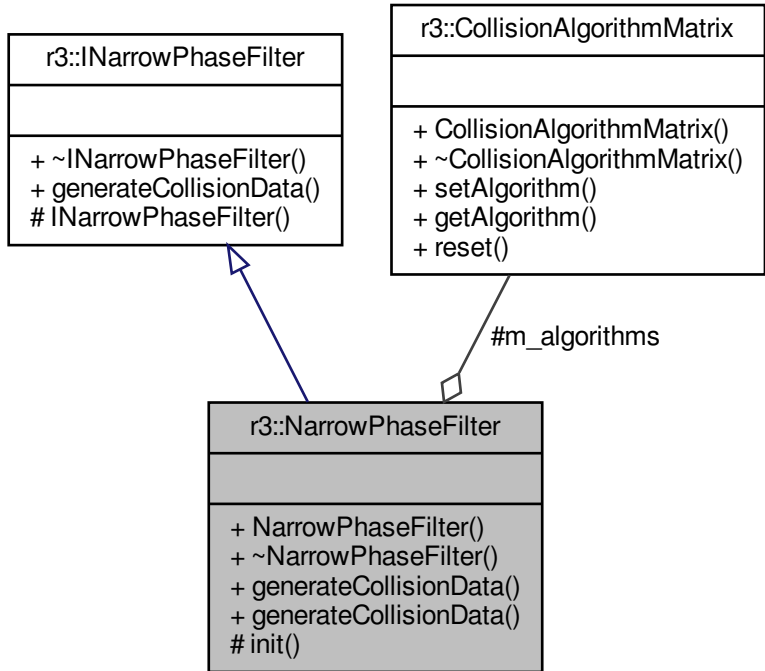 r3::INarrowPhaseFilter
+ ~INarrowPhaseFilter()
+ generateCollisionData()
# INarrowPhaseFilter()
r3::CollisionAlgorithmMatrix
+ CollisionAlgorithmMatrix()
+ ~CollisionAlgorithmMatrix()
+ setAlgorithm()
+ getAlgorithm()
+ reset()
#m_algorithms
r3::NarrowPhaseFilter
+ NarrowPhaseFilter()
+ ~NarrowPhaseFilter()
+ generateCollisionData()
+ generateCollisionData()
# init()